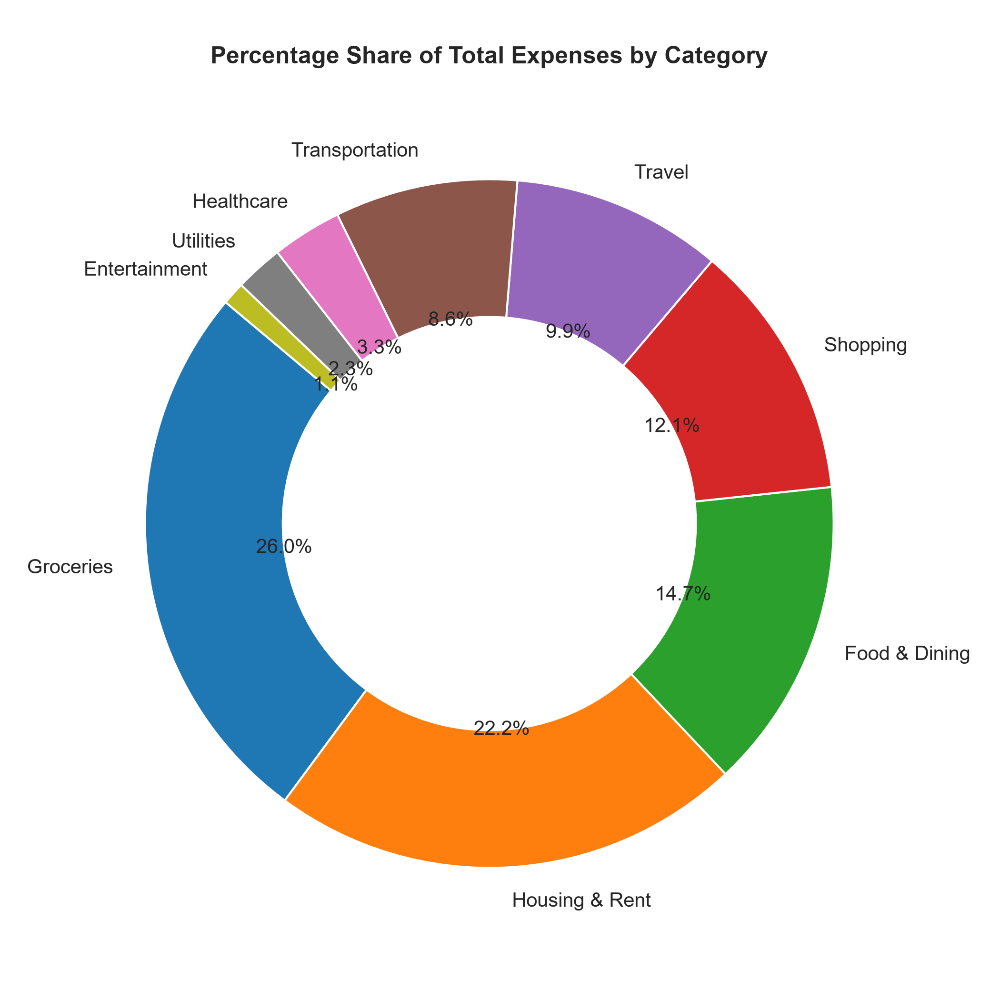 Percentage Share of Total Expenses by Category
Transportation
Travel
Healthcare
Utilities
Entertainment
Shopping
8.6%
9.9%
3.3%
2.3%
1.1%
12.1%
26.0%
Groceries
14.7%
Food & Dining
22.2%
Housing & Rent